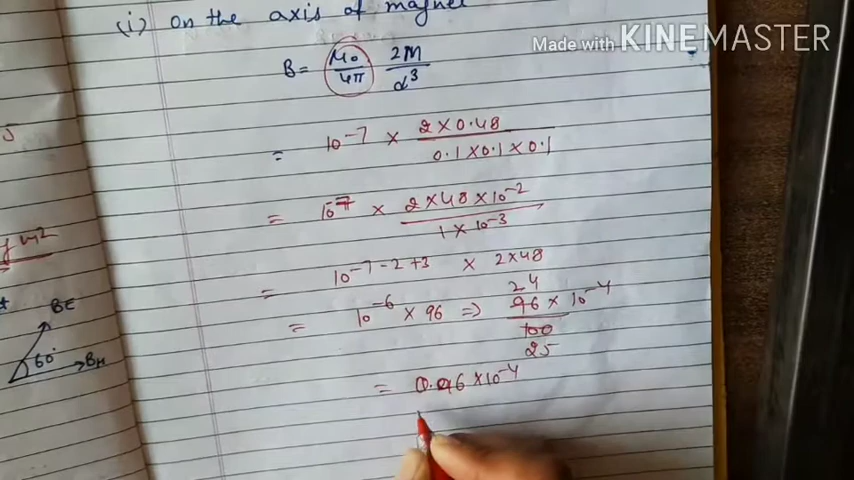 (i) On the axis of magnet
Made with KINEMASTER
B = μ0/4π 2M/d³
= 10⁻⁷ × 2 × 0.48 / 0.1 × 0.1 × 0.1
= 10⁻⁷ × 2 × 48 × 10⁻² / 1 × 10⁻³
= 10⁻⁷⁻²⁺³ × 2 × 48
= 10⁻⁶ × 96 ⇒ 96 × 10⁻⁴ / 100
24
25
= 0.96 × 10⁻⁴
BE
60°
BH